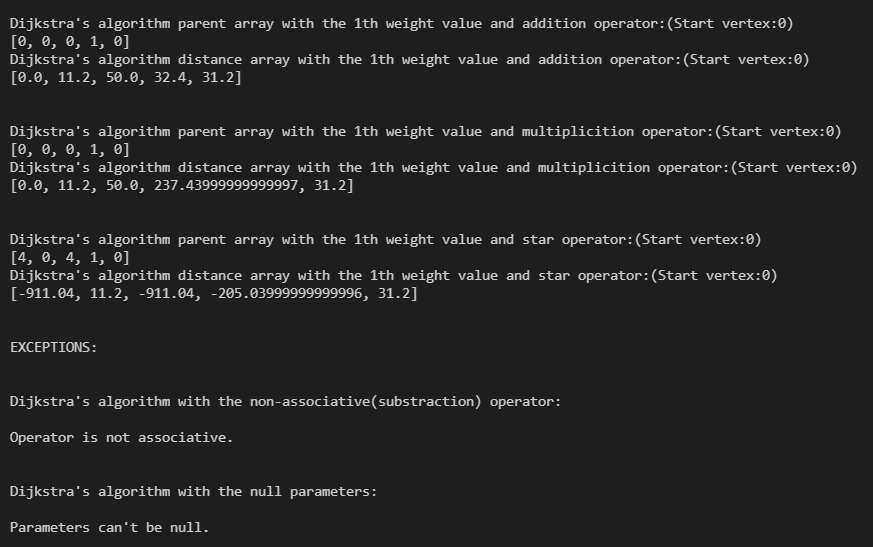 Dijkstra's algorithm parent array with the 1th weight value and addition operator:(Start vertex:0)
[0, 0, 0, 1, 0]
Dijkstra's algorithm distance array with the 1th weight value and addition operator:(Start vertex:0)
[0.0, 11.2, 50.0, 32.4, 31.2]
Dijkstra's algorithm parent array with the 1th weight value and multiplicition operator:(Start vertex:0)
[0, 0, 0, 1, 0]
Dijkstra's algorithm distance array with the 1th weight value and multiplicition operator:(Start vertex:0)
[0.0, 11.2, 50.0, 237.43999999999997, 31.2]
Dijkstra's algorithm parent array with the 1th weight value and star operator:(Start vertex:0)
[4, 0, 4, 1, 0]
Dijkstra's algorithm distance array with the 1th weight value and star operator:(Start vertex:0)
[-911.04, 11.2, -911.04, -205.03999999999996, 31.2]
EXCEPTIONS:
Dijkstra's algorithm with the non-associative(substraction) operator:
Operator is not associative.
Dijkstra's algorithm with the null parameters:
Parameters can't be null.